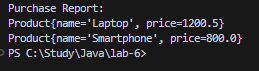 Purchase Report:
Product{name='Laptop', price=1200.5}
Product{name='Smartphone', price=800.0}
PS C:\Study\Java\lab-6>